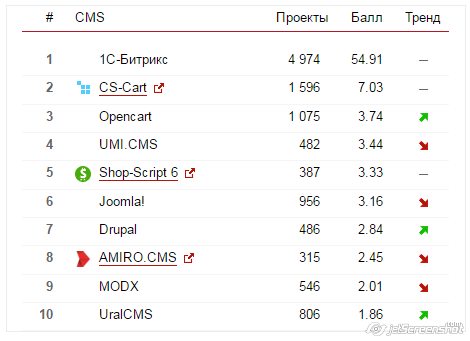 # CMS Проекты Балл Тренд
1 1С-Битрикс 4 974 54.91 —
2 CS-Cart 1 596 7.03 —
3 Opencart 1 075 3.74
4 UMI.CMS 482 3.44
5 Shop-Script 6 387 3.33 —
6 Joomla! 956 3.16
7 Drupal 486 2.84
8 AMIRO.CMS 315 2.45
9 MODX 546 2.01
10 UralCMS 806 1.86
jetScreenshot